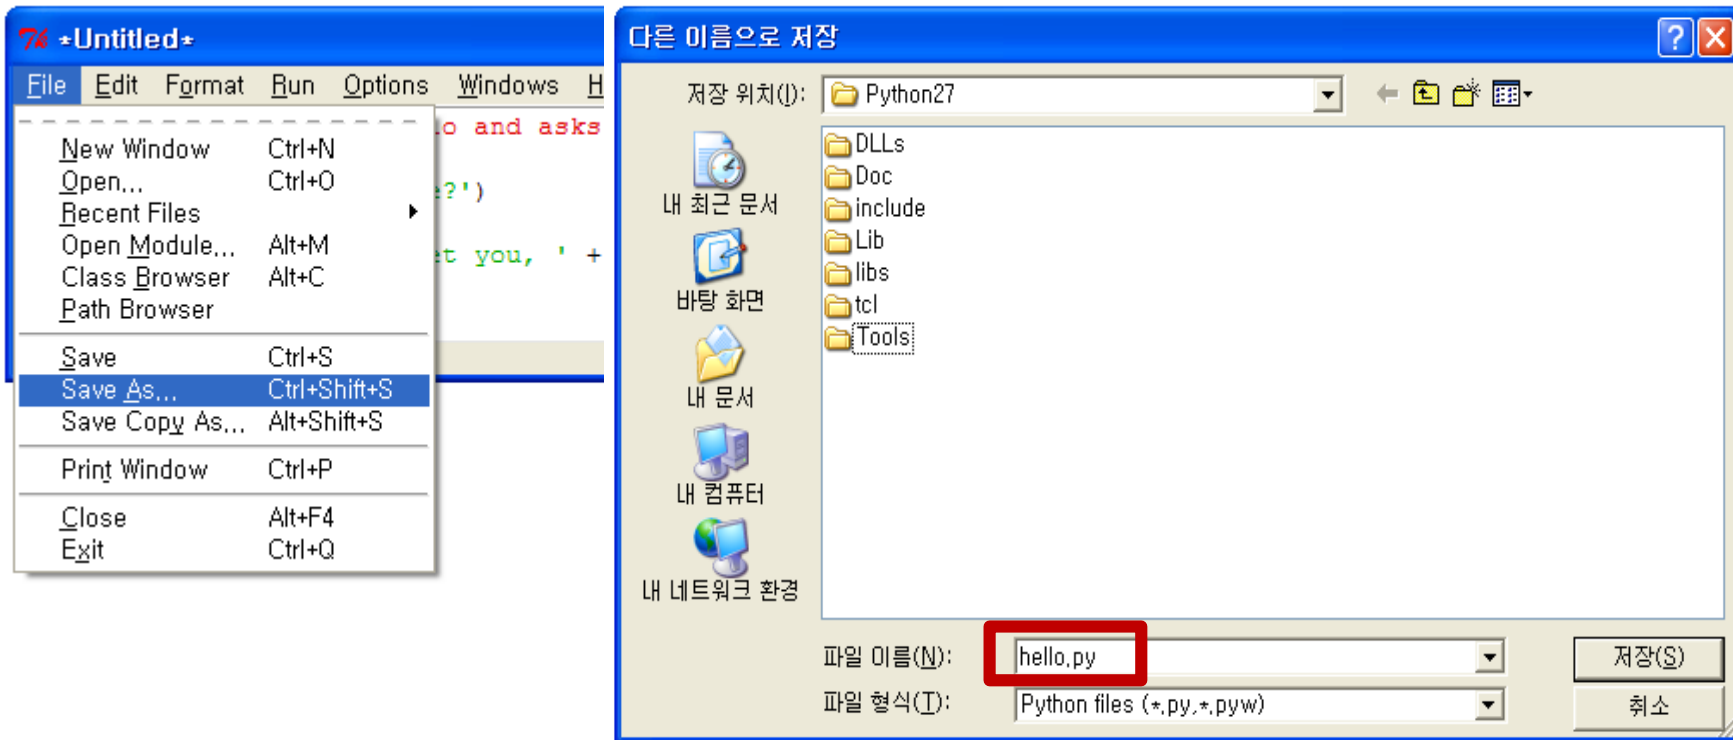 *Untitled*
File Edit Format Run Options Windows H
lo and asks
New Window Ctrl+N
Open... Ctrl+O
e?')
Recent Files
Open Module... Alt+M
et you, ' +
Class Browser Alt+C
Path Browser
Save Ctrl+S
Save As... Ctrl+Shift+S
Save Copy As... Alt+Shift+S
Print Window Ctrl+P
Close Alt+F4
Exit Ctrl+Q
다른 이름으로 저장
저장 위치(I): Python27
내 최근 문서
바탕 화면
내 문서
내 컴퓨터
내 네트워크 환경
DLLs
Doc
include
Lib
libs
tcl
Tools
파일 이름(N): hello.py 저장(S)
파일 형식(T): Python files (*.py,*.pyw) 취소